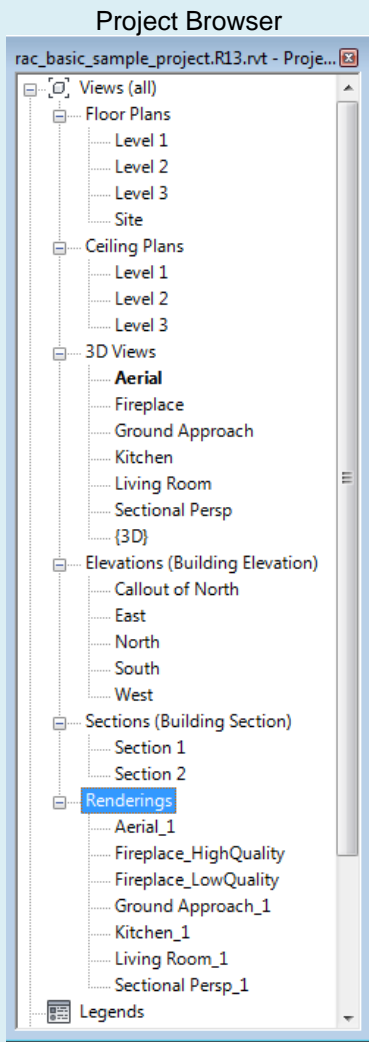 Project Browser
rac_basic_sample_project.R13.rvt - Proje...
Views (all)
Floor Plans
Level 1
Level 2
Level 3
Site
Ceiling Plans
Level 1
Level 2
Level 3
3D Views
Aerial
Fireplace
Ground Approach
Kitchen
Living Room
Sectional Persp
{3D}
Elevations (Building Elevation)
Callout of North
East
North
South
West
Sections (Building Section)
Section 1
Section 2
Renderings
Aerial_1
Fireplace_HighQuality
Fireplace_LowQuality
Ground Approach_1
Kitchen_1
Living Room_1
Sectional Persp_1
Legends